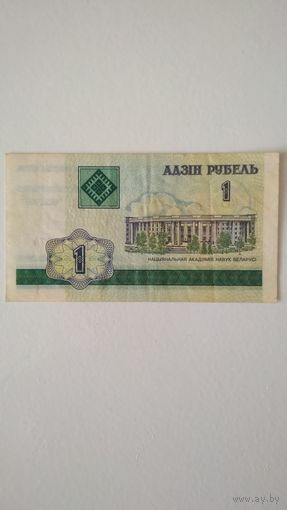 АДЗІН РУБЕЛЬ
1
НАЦЫЯНАЛЬНАЯ АКАДЭМІЯ НАВУК БЕЛАРУСІ
1
www.ay.by